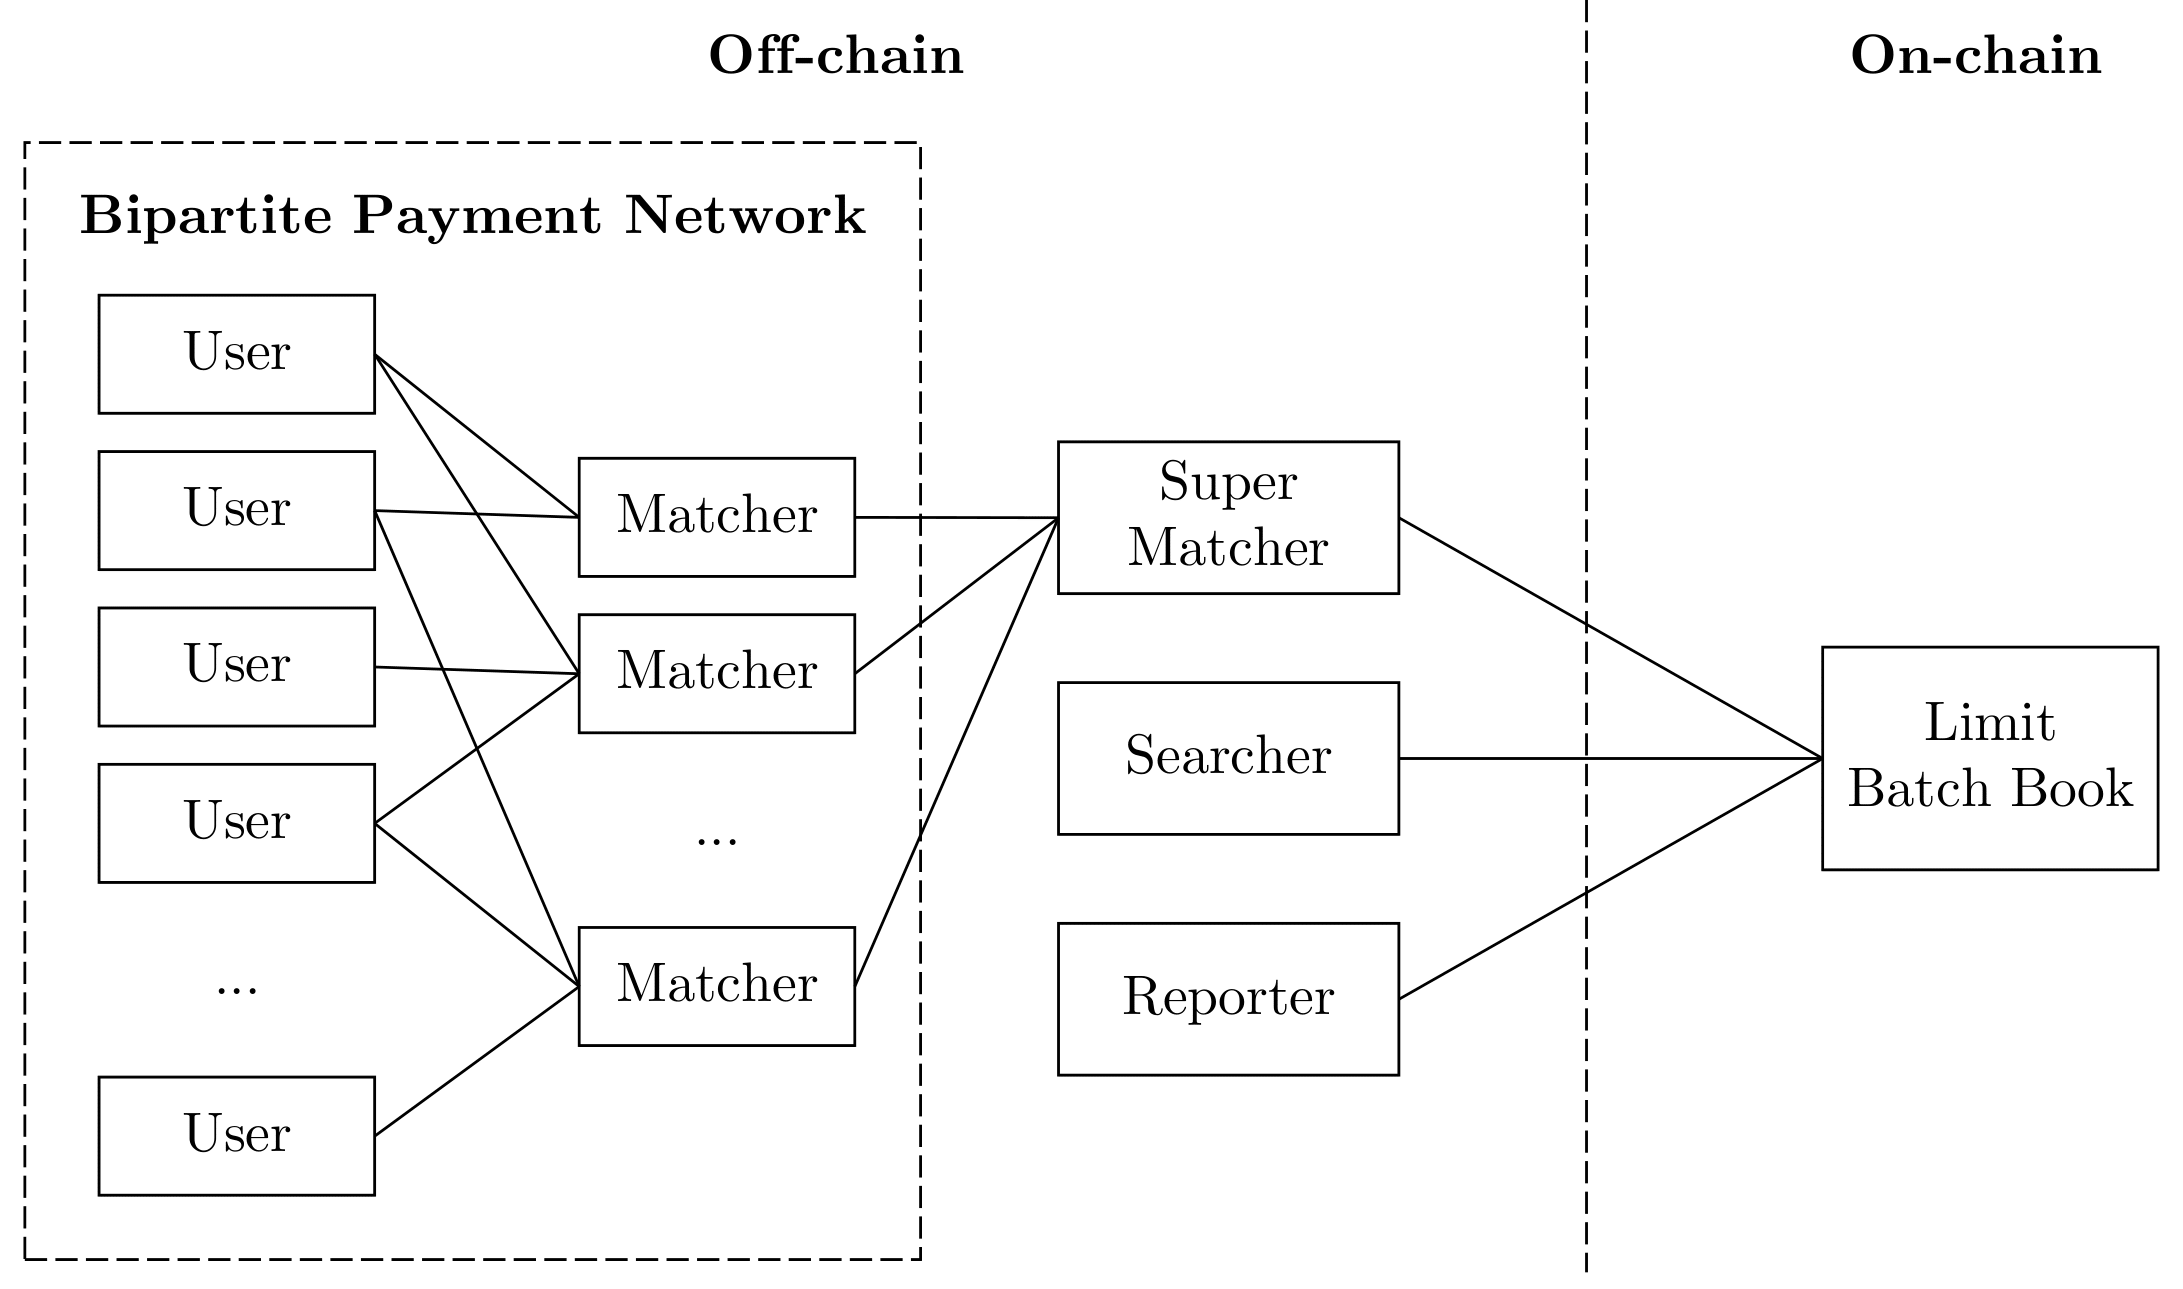 Off-chain
On-chain
Bipartite Payment Network
User
User
User
User
...
User
Matcher
Matcher
...
Matcher
Super
Matcher
Searcher
Reporter
Limit
Batch Book